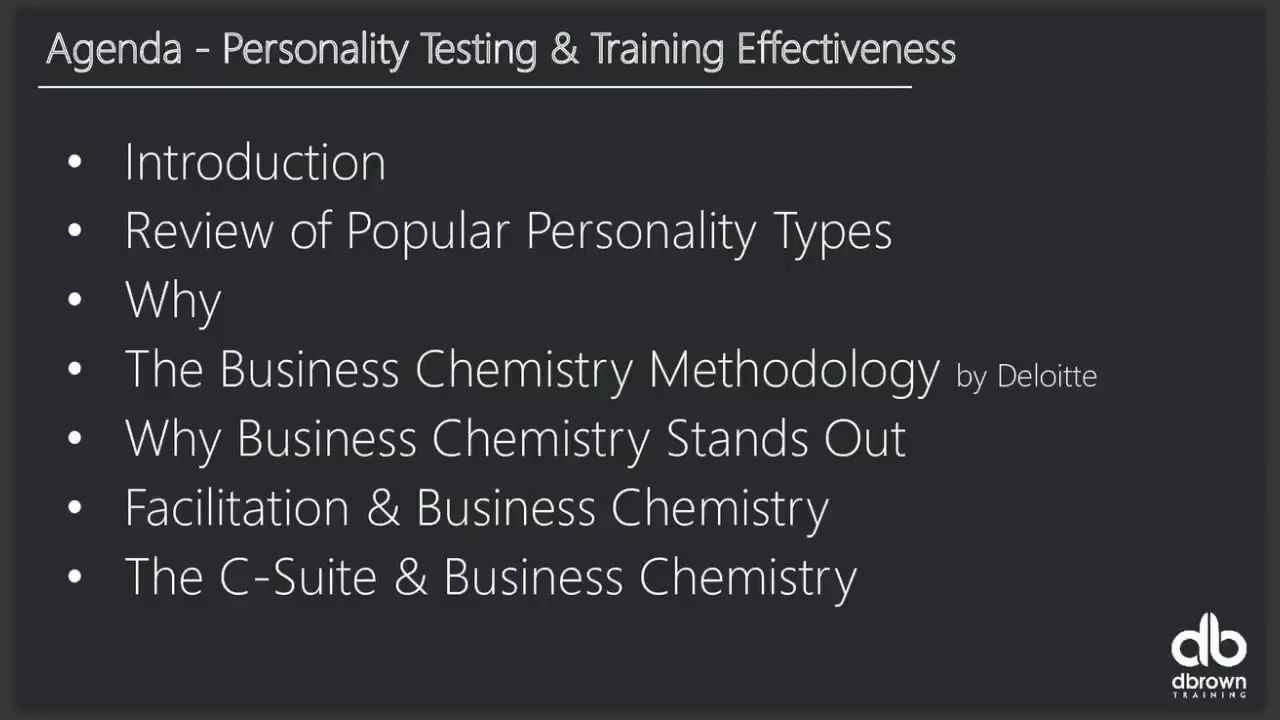 Agenda - Personality Testing & Training Effectiveness
• Introduction
• Review of Popular Personality Types
• Why
• The Business Chemistry Methodology by Deloitte
• Why Business Chemistry Stands Out
• Facilitation & Business Chemistry
• The C-Suite & Business Chemistry
db
dbrown
TRAINING